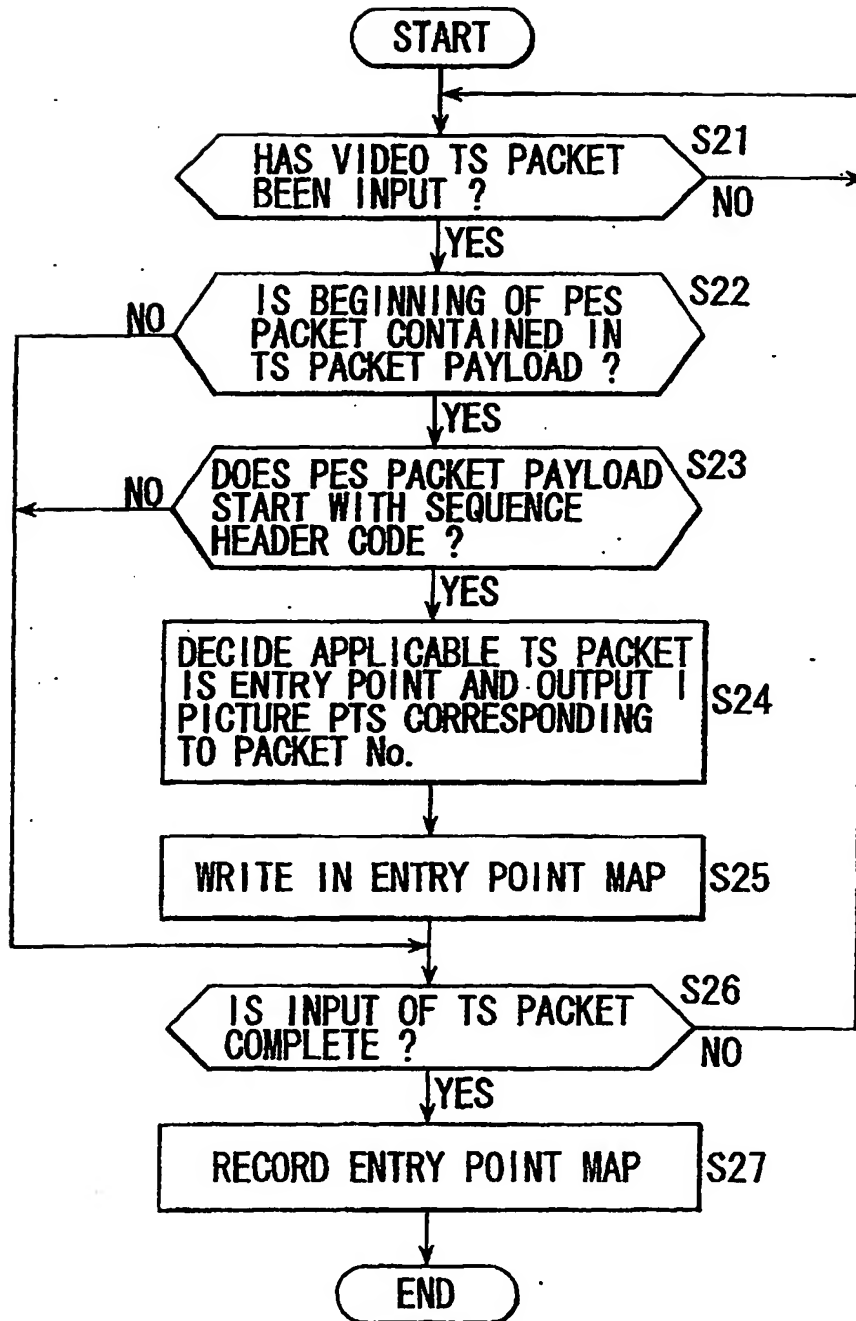 START
HAS VIDEO TS PACKET
BEEN INPUT ?
S21
NO
YES
IS BEGINNING OF PES
PACKET CONTAINED IN
TS PACKET PAYLOAD ?
S22
NO
YES
DOES PES PACKET PAYLOAD
START WITH SEQUENCE
HEADER CODE ?
S23
NO
YES
DECIDE APPLICABLE TS PACKET
IS ENTRY POINT AND OUTPUT I
PICTURE PTS CORRESPONDING
TO PACKET No.
S24
WRITE IN ENTRY POINT MAP
S25
IS INPUT OF TS PACKET
COMPLETE ?
S26
NO
YES
RECORD ENTRY POINT MAP
S27
END